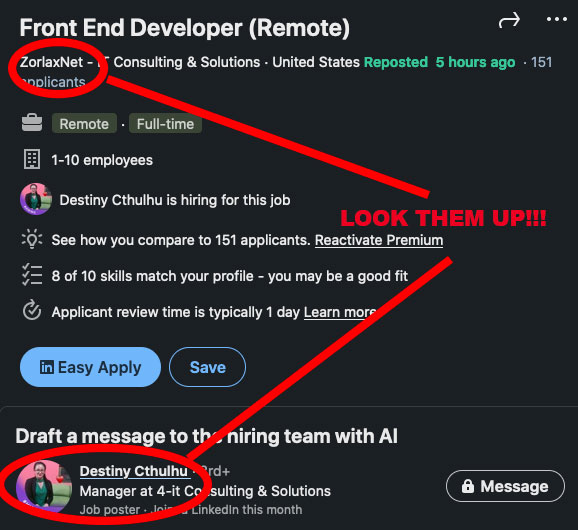 Front End Developer (Remote)
ZorlaxNet - IT Consulting & Solutions · United States Reposted 5 hours ago · 151
applicants
Remote · Full-time
1-10 employees
Destiny Cthulhu is hiring for this job
LOOK THEM UP!!!
See how you compare to 151 applicants. Reactivate Premium
8 of 10 skills match your profile - you may be a good fit
Applicant review time is typically 1 day Learn more
in Easy Apply
Save
Draft a message to the hiring team with AI
Destiny Cthulhu · 3rd+
Manager at 4-it Consulting & Solutions
Job poster · Joined LinkedIn this month
Message